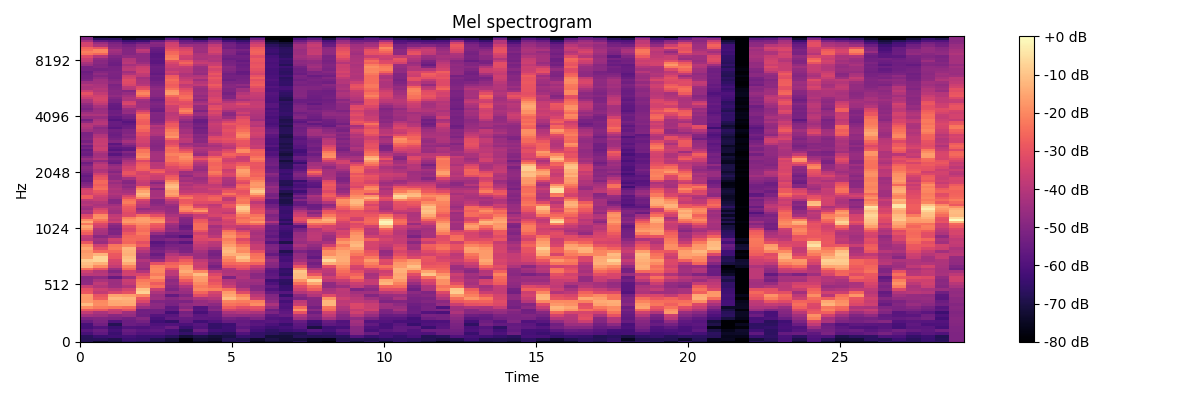 Mel spectrogram
8192
4096
2048
1024
512
0
Hz
0 5 10 15 20 25
Time
+0 dB
-10 dB
-20 dB
-30 dB
-40 dB
-50 dB
-60 dB
-70 dB
-80 dB